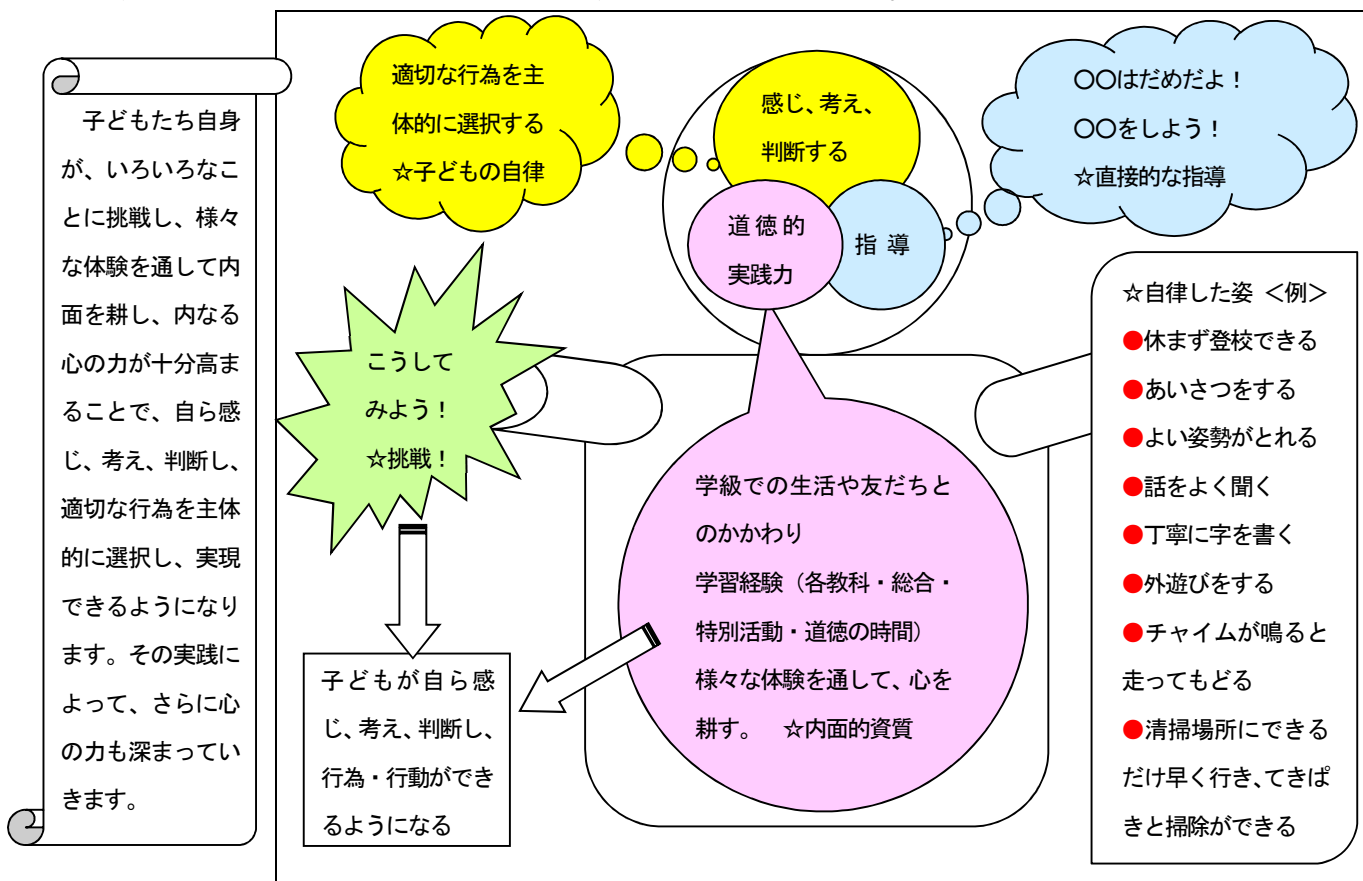 子どもたち自身
が、いろいろなこ
とに挑戦し、様々
な体験を通して内
面を耕し、内なる
心の力が十分高ま
ることで、自ら感
じ、考え、判断し、
適切な行為を主体
的に選択し、実現
できるようになり
ます。その実践に
よって、さらに心
の力も深まってい
きます。
適切な行為を主
体的に選択する
☆子どもの自律
感じ、考え、
判断する
〇〇はだめだよ！
〇〇をしよう！
☆直接的な指導
道徳的
実践力
指導
こうして
みよう！
☆挑戦！
学級での生活や友だちと
のかかわり
学習経験（各教科・総合・
特別活動・道徳の時間）
様々な体験を通して、心を
耕す。　☆内面的資質
子どもが自ら感
じ、考え、判断し、
行為・行動ができ
るようになる
☆自律した姿 <例>
●休まず登校できる
●あいさつをする
●よい姿勢がとれる
●話をよく聞く
●丁寧に字を書く
●外遊びをする
●チャイムが鳴ると
走ってもどる
●清掃場所にできる
だけ早く行き、てきぱ
きと掃除ができる